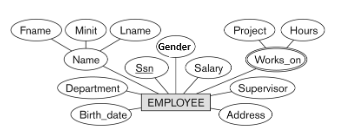 Fname Minit Lname Project Hours
Gender
Name Ssn Salary Works_on
Department Supervisor
EMPLOYEE
Birth_date Address